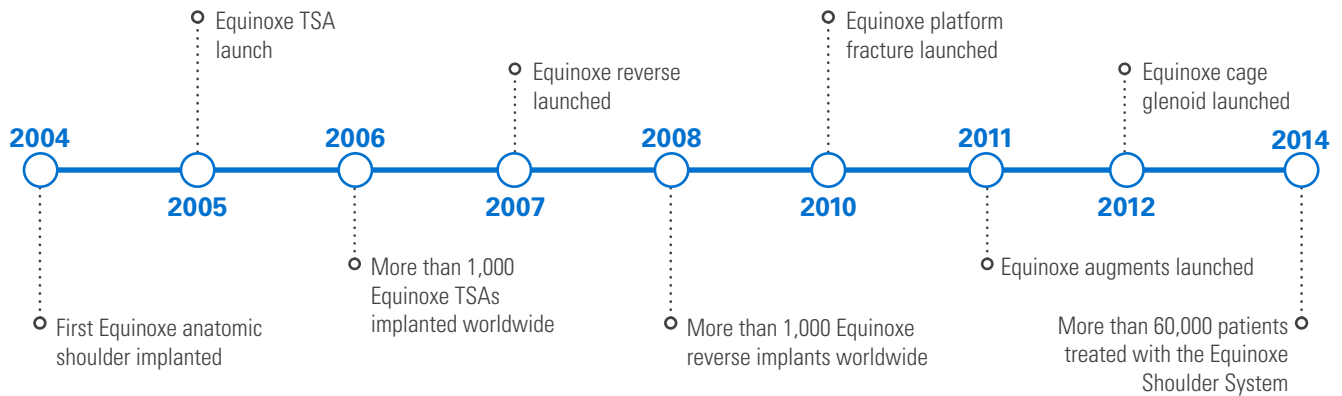 Equinoxe TSA
launch
Equinoxe platform
fracture launched
Equinoxe reverse
launched
Equinoxe cage
glenoid launched
2004
2006
2008
2011
2014
2005
2007
2010
2012
More than 1,000
Equinoxe TSAs
implanted worldwide
Equinoxe augments launched
First Equinoxe anatomic
shoulder implanted
More than 1,000 Equinoxe
reverse implants worldwide
More than 60,000 patients
treated with the Equinoxe
Shoulder System